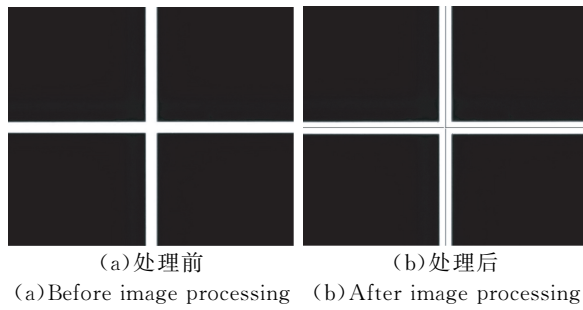 (a)处理前 (b)处理后
(a)Before image processing (b)After image processing